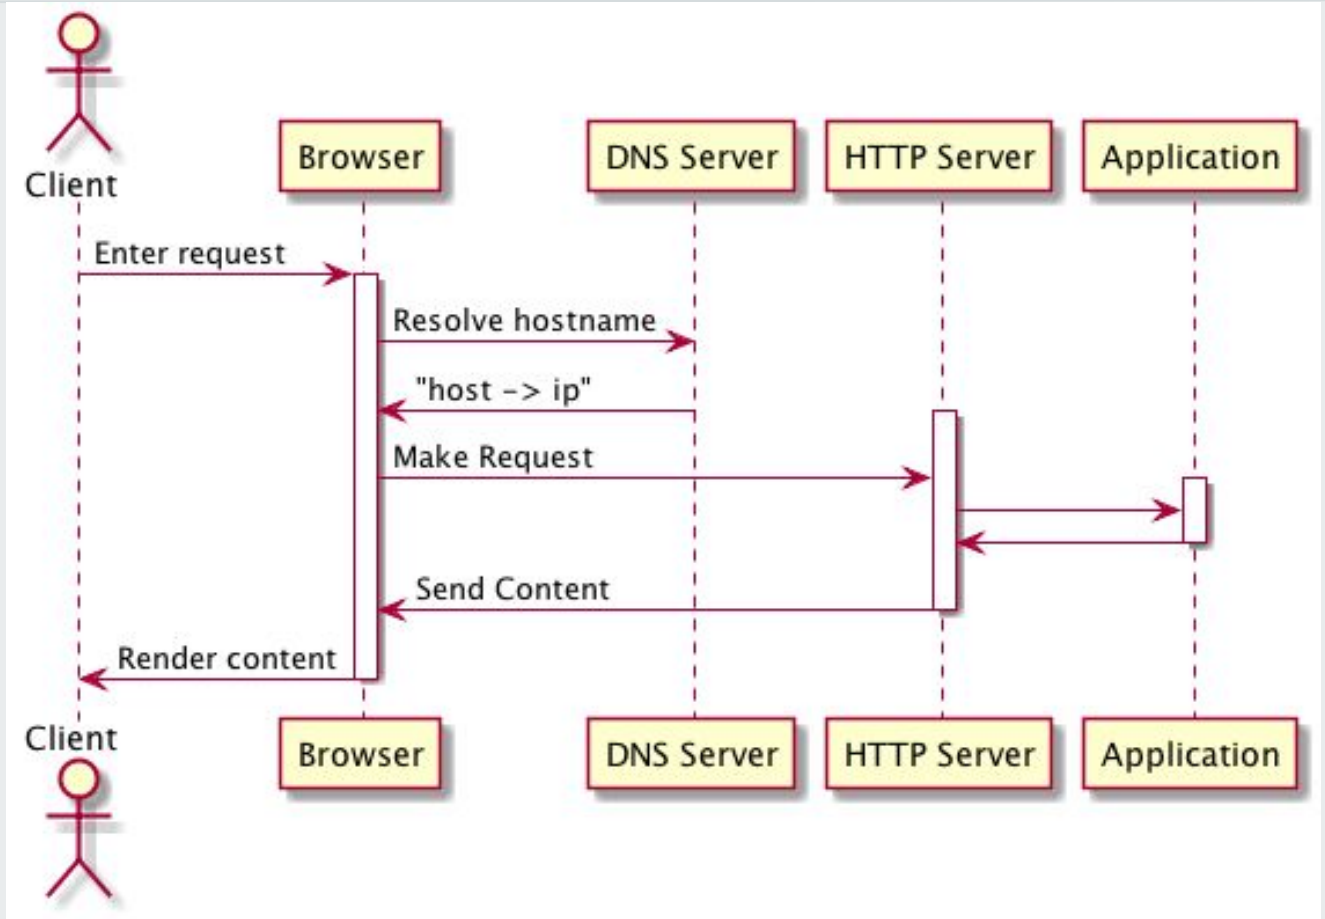 Client
Browser
DNS Server
HTTP Server
Application
Enter request
Resolve hostname
"host -> ip"
Make Request
Send Content
Render content
Client
Browser
DNS Server
HTTP Server
Application